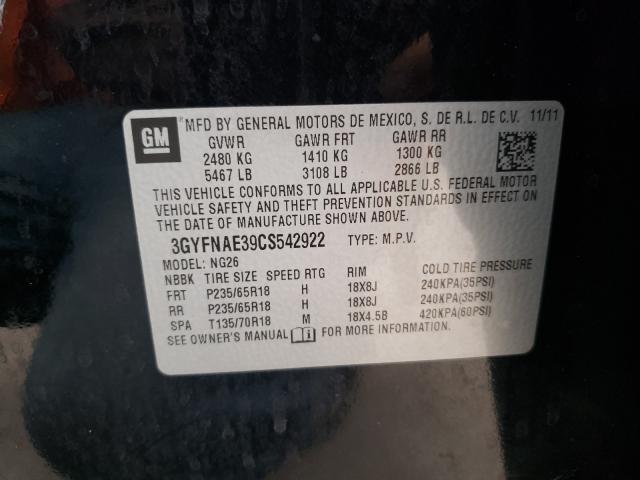 GM ® MFD BY GENERAL MOTORS DE MEXICO, S. DE R.L. DE C.V. 11/11
GVWR GAWR FRT GAWR RR
2480 KG 1410 KG 1300 KG
5467 LB 3108 LB 2866 LB
THIS VEHICLE CONFORMS TO ALL APPLICABLE U.S. FEDERAL MOTOR
VEHICLE SAFETY AND THEFT PREVENTION STANDARDS IN EFFECT ON
THE DATE OF MANUFACTURE SHOWN ABOVE.
3GYFNAE39CS542922 TYPE: M.P.V.
MODEL: NG26
NBBK TIRE SIZE SPEED RTG RIM COLD TIRE PRESSURE
FRT P235/65R18 H 18X8J 240KPA(35PSI)
RR P235/65R18 H 18X8J 240KPA(35PSI)
SPA T135/70R18 M 18X4.5B 420KPA(60PSI)
SEE OWNER'S MANUAL FOR MORE INFORMATION.